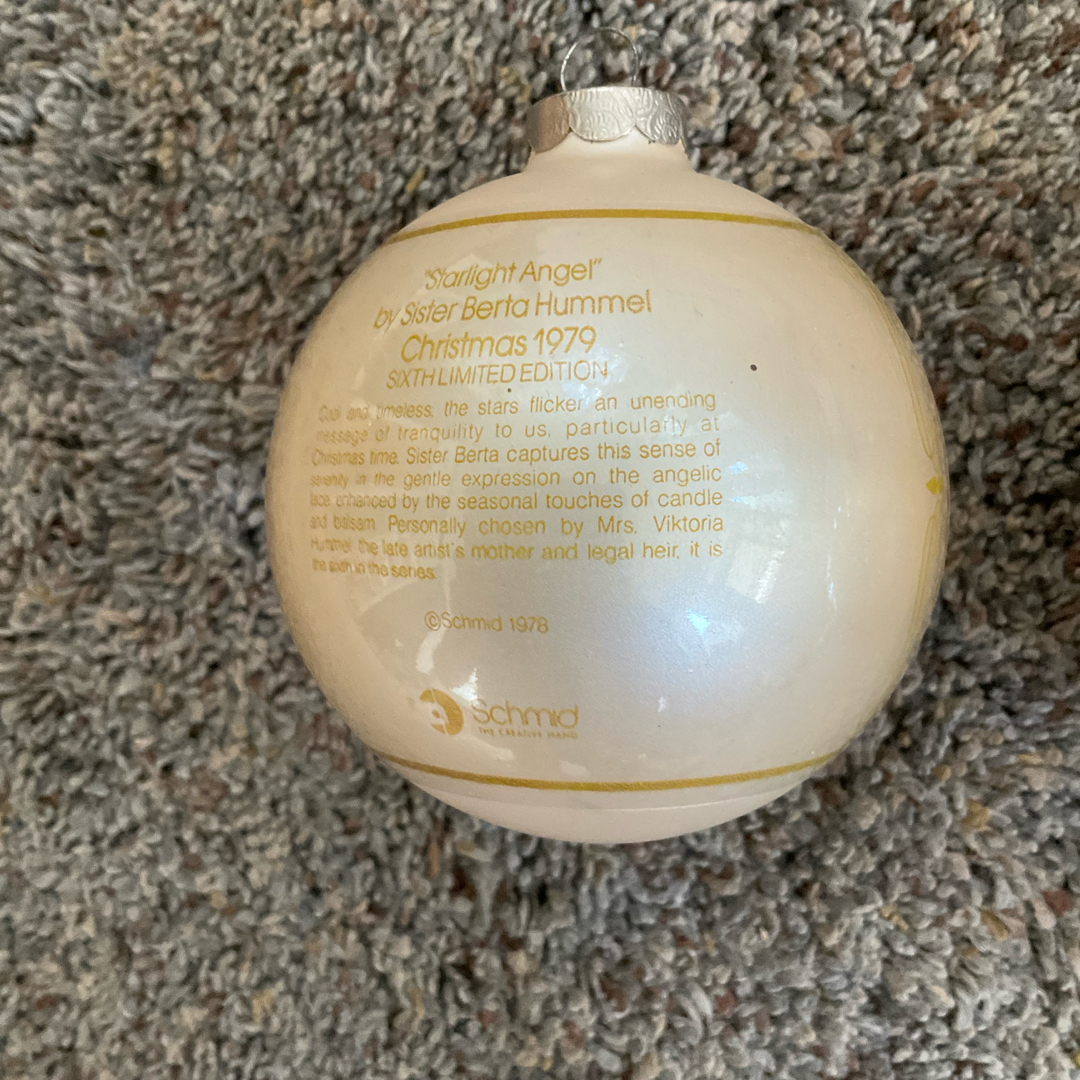 "Starlight Angel"
by Sister Berta Hummel
Christmas 1979
SIXTH LIMITED EDITION
Cool and timeless, the stars flicker an unending
message of tranquility to us, particularly at
Christmas time. Sister Berta captures this sense of
serenity in the gentle expression on the angelic
face enhanced by the seasonal touches of candle
and balsam. Personally chosen by Mrs. Viktoria
Hummel the late artist's mother and legal heir, it is
the sixth in the series.
©Schmid 1978
Schmid
THE CREATIVE HAND